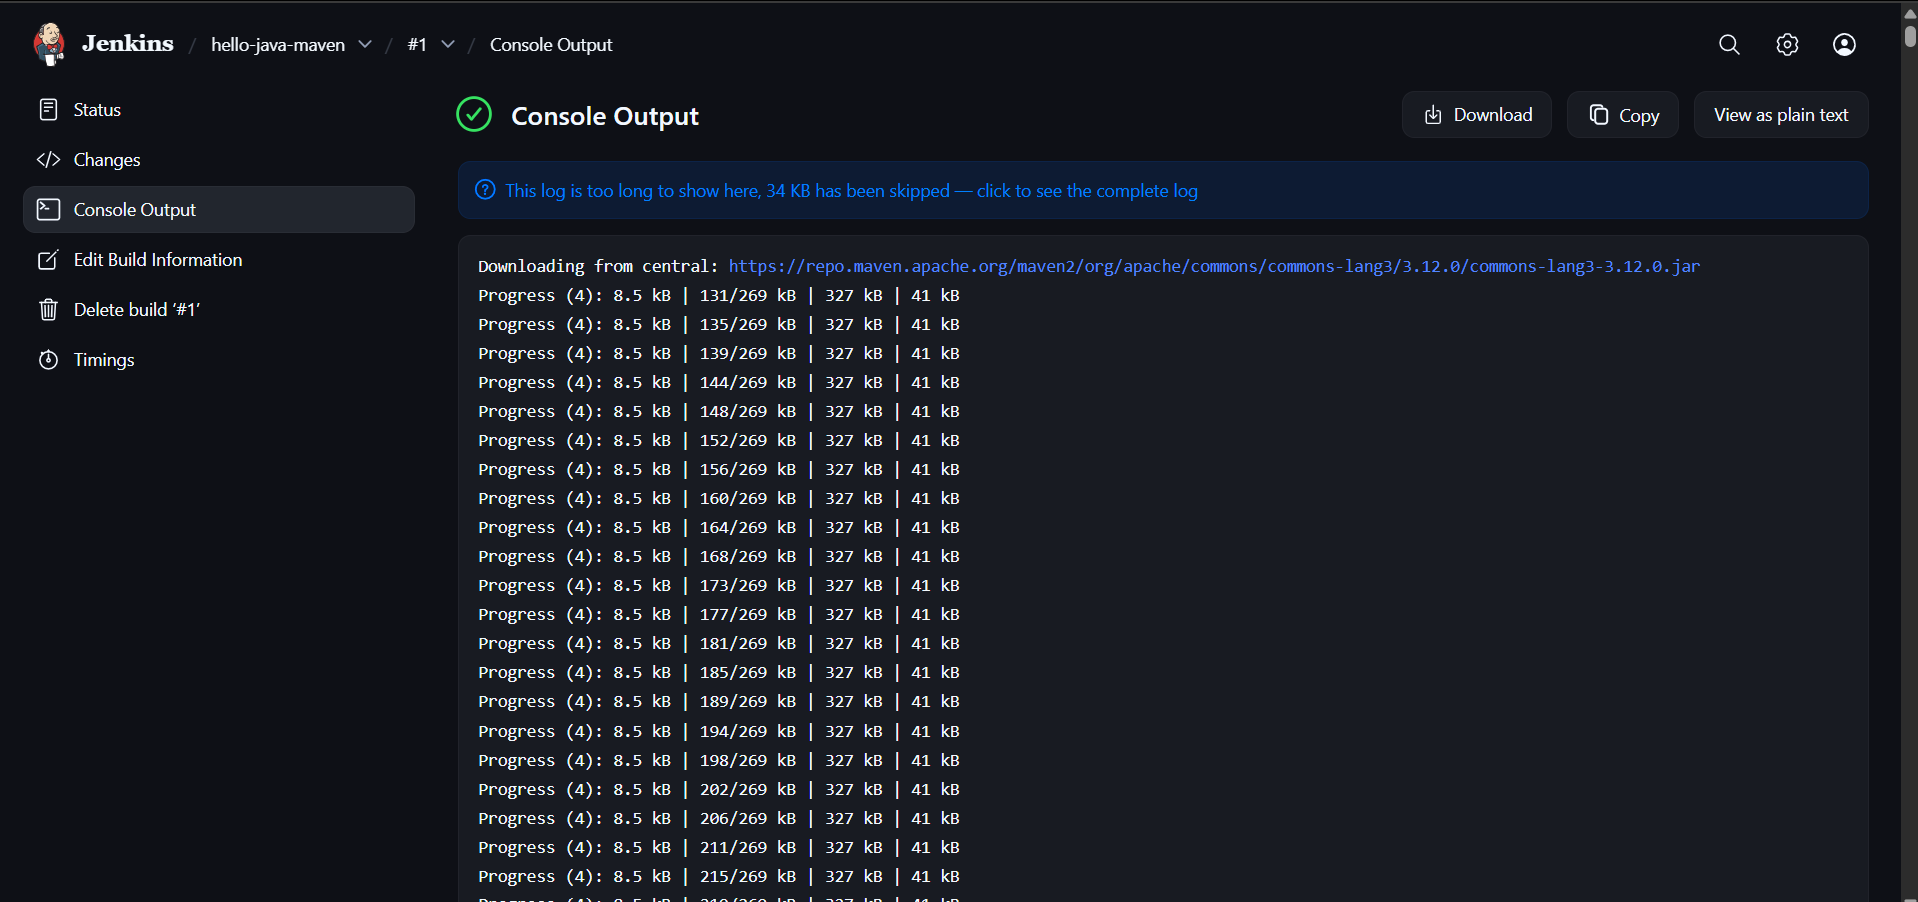 Jenkins / hello-java-maven / #1 / Console Output
Status
Changes
Console Output
Edit Build Information
Delete build ‘#1’
Timings
Console Output
Download
Copy
View as plain text
This log is too long to show here, 34 KB has been skipped — click to see the complete log
Downloading from central: https://repo.maven.apache.org/maven2/org/apache/commons/commons-lang3/3.12.0/commons-lang3-3.12.0.jar
Progress (4): 8.5 kB | 131/269 kB | 327 kB | 41 kB
Progress (4): 8.5 kB | 135/269 kB | 327 kB | 41 kB
Progress (4): 8.5 kB | 139/269 kB | 327 kB | 41 kB
Progress (4): 8.5 kB | 144/269 kB | 327 kB | 41 kB
Progress (4): 8.5 kB | 148/269 kB | 327 kB | 41 kB
Progress (4): 8.5 kB | 152/269 kB | 327 kB | 41 kB
Progress (4): 8.5 kB | 156/269 kB | 327 kB | 41 kB
Progress (4): 8.5 kB | 160/269 kB | 327 kB | 41 kB
Progress (4): 8.5 kB | 164/269 kB | 327 kB | 41 kB
Progress (4): 8.5 kB | 168/269 kB | 327 kB | 41 kB
Progress (4): 8.5 kB | 173/269 kB | 327 kB | 41 kB
Progress (4): 8.5 kB | 177/269 kB | 327 kB | 41 kB
Progress (4): 8.5 kB | 181/269 kB | 327 kB | 41 kB
Progress (4): 8.5 kB | 185/269 kB | 327 kB | 41 kB
Progress (4): 8.5 kB | 189/269 kB | 327 kB | 41 kB
Progress (4): 8.5 kB | 194/269 kB | 327 kB | 41 kB
Progress (4): 8.5 kB | 198/269 kB | 327 kB | 41 kB
Progress (4): 8.5 kB | 202/269 kB | 327 kB | 41 kB
Progress (4): 8.5 kB | 206/269 kB | 327 kB | 41 kB
Progress (4): 8.5 kB | 211/269 kB | 327 kB | 41 kB
Progress (4): 8.5 kB | 215/269 kB | 327 kB | 41 kB